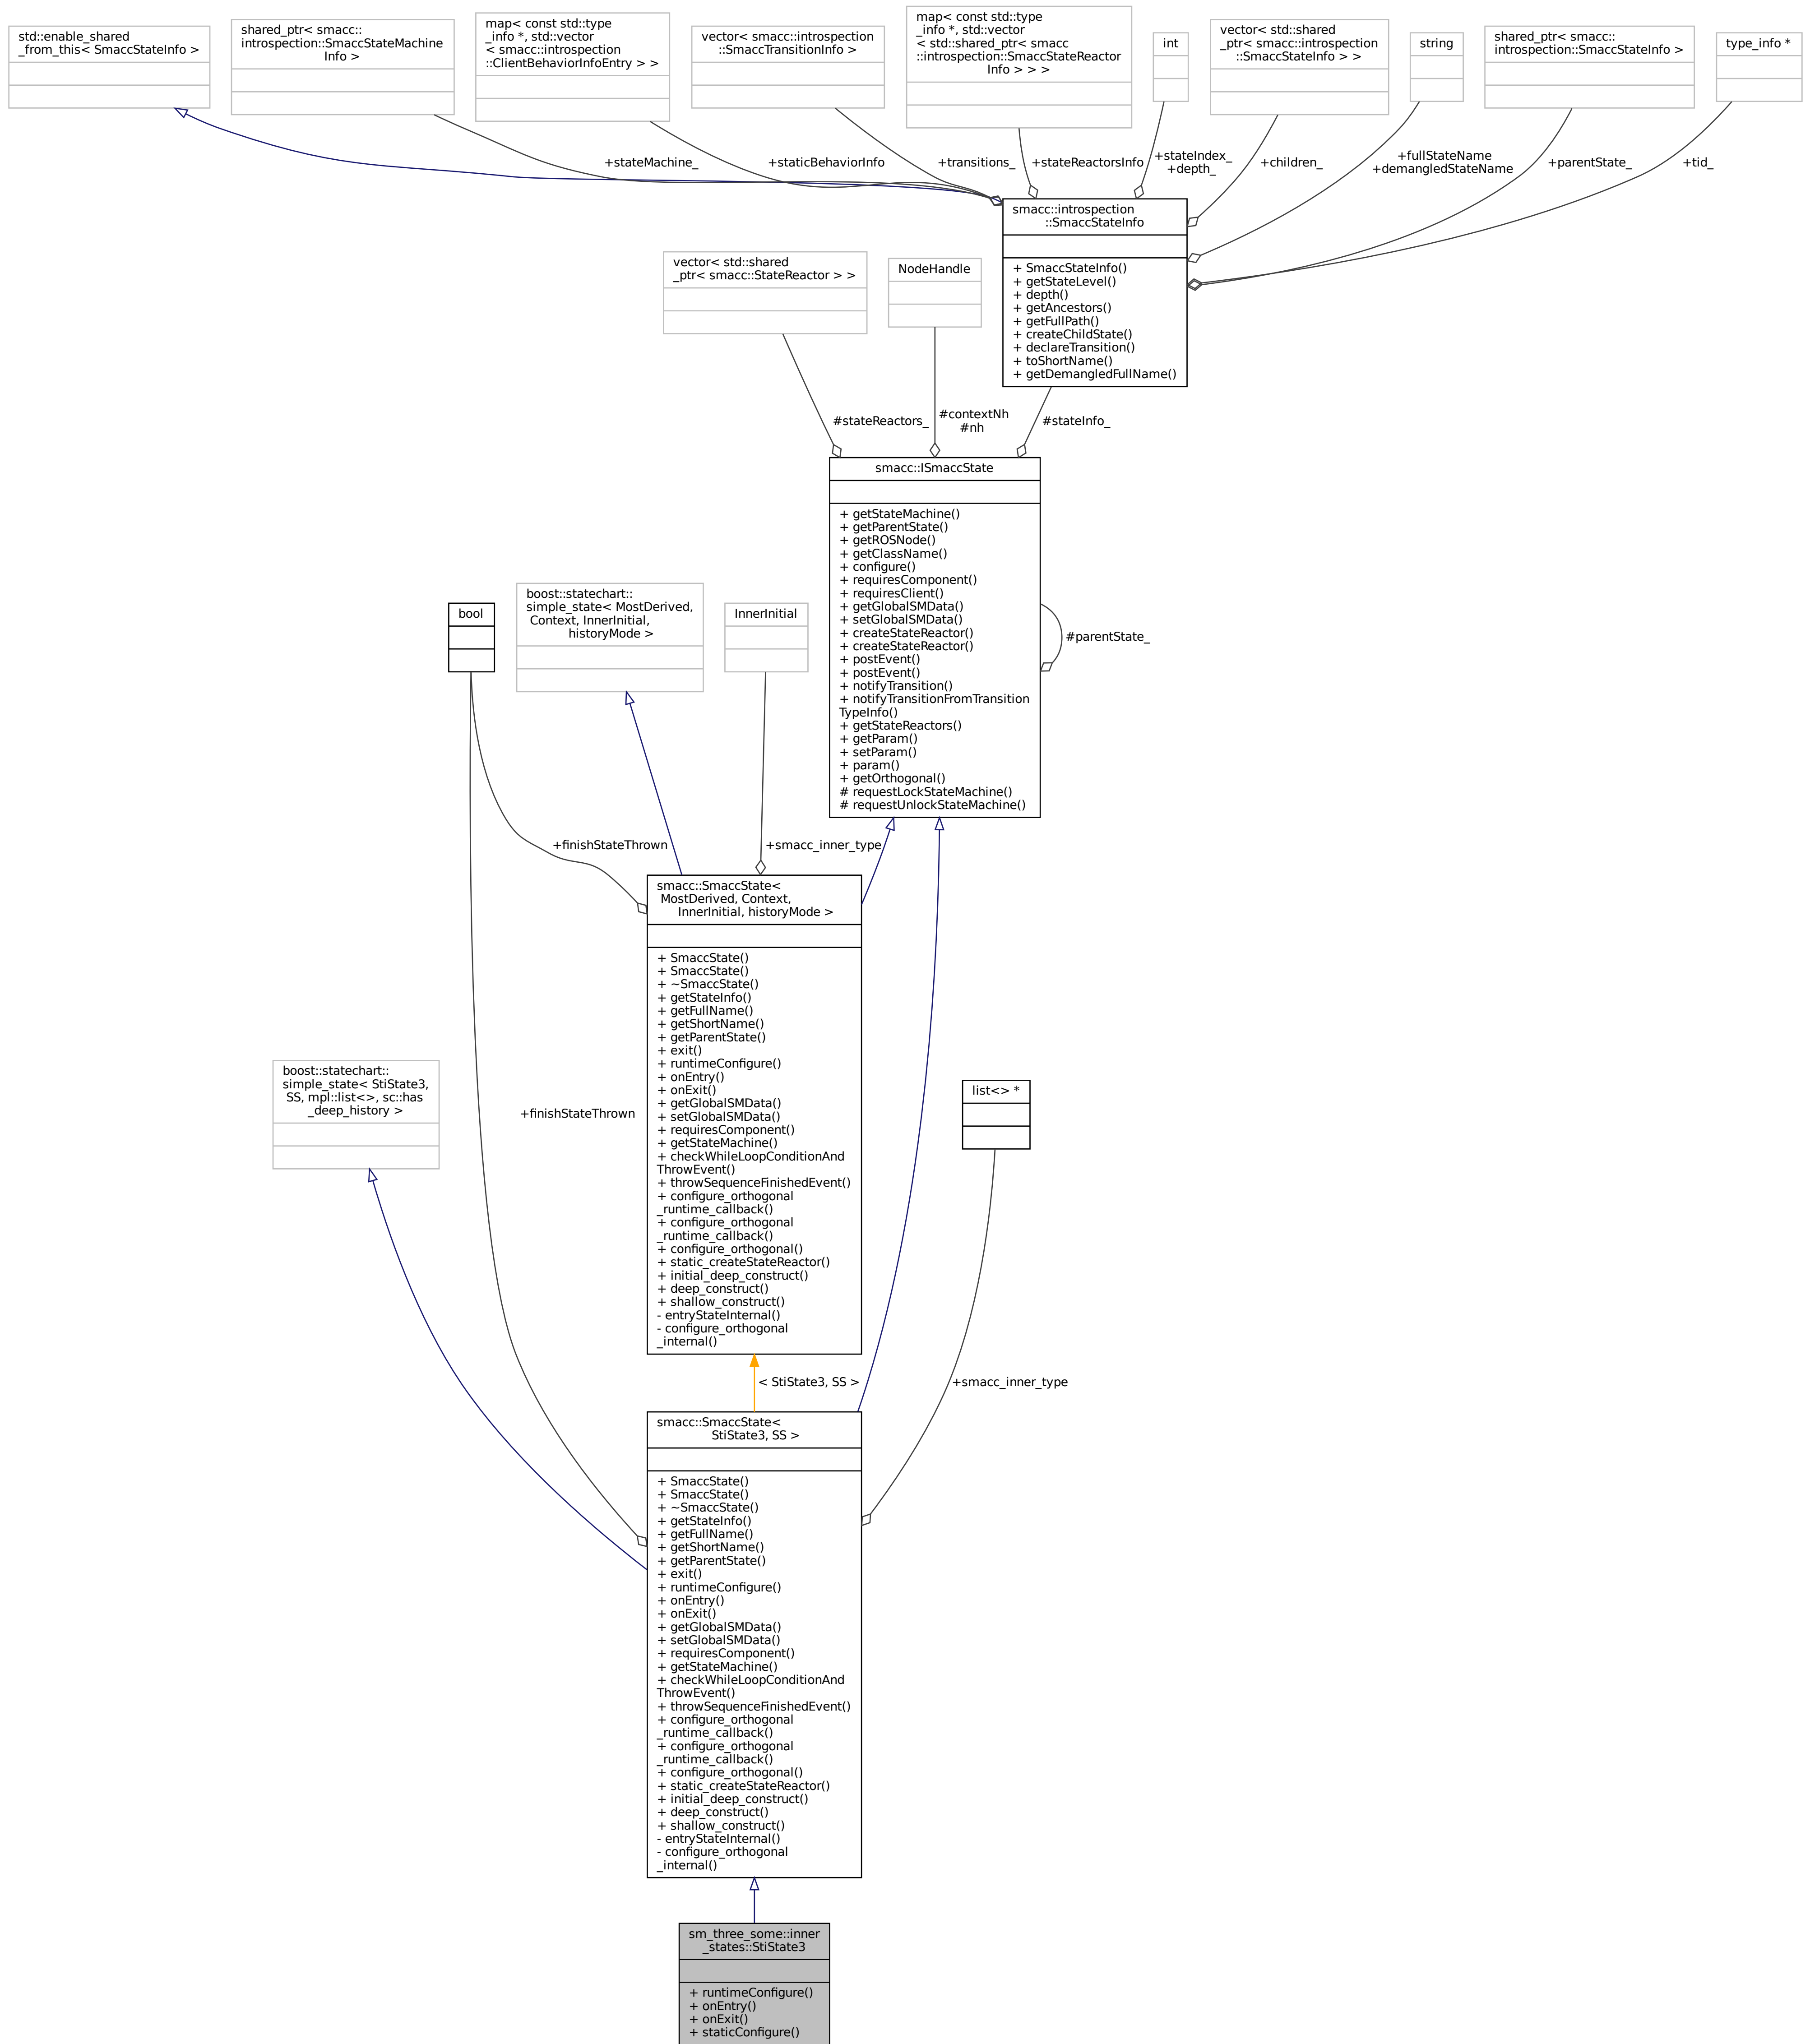 std::enable_shared
_from_this< SmaccStateInfo >
shared_ptr< smacc::
introspection::SmaccStateMachine
Info >
map< const std::type
_info *, std::vector
< smacc::introspection
::ClientBehaviorInfoEntry > >
vector< smacc::introspection
::SmaccTransitionInfo >
map< const std::type
_info *, std::vector
< std::shared_ptr< smacc
::introspection::SmaccStateReactor
Info > > >
int
vector< std::shared
_ptr< smacc::introspection
::SmaccStateInfo > >
string
shared_ptr< smacc::
introspection::SmaccStateInfo >
type_info *
+stateMachine_
+staticBehaviorInfo
+transitions_
+stateReactorsInfo
+stateIndex_
+depth_
+children_
+fullStateName
+demangledStateName
+parentState_
+tid_
smacc::introspection
::SmaccStateInfo
+ SmaccStateInfo()
+ getStateLevel()
+ depth()
+ getAncestors()
+ getFullPath()
+ createChildState()
+ declareTransition()
+ toShortName()
+ getDemangledFullName()
vector< std::shared
_ptr< smacc::StateReactor > >
NodeHandle
#stateReactors_
#contextNh
#nh
#stateInfo_
smacc::ISmaccState
+ getStateMachine()
+ getParentState()
+ getROSNode()
+ getClassName()
+ configure()
+ requiresComponent()
+ requiresClient()
+ getGlobalSMData()
+ setGlobalSMData()
+ createStateReactor()
+ createStateReactor()
+ postEvent()
+ postEvent()
+ notifyTransition()
+ notifyTransitionFromTransition
TypeInfo()
+ getStateReactors()
+ getParam()
+ setParam()
+ param()
+ getOrthogonal()
# requestLockStateMachine()
# requestUnlockStateMachine()
#parentState_
bool
boost::statechart::
simple_state< MostDerived,
Context, InnerInitial,
historyMode >
InnerInitial
+finishStateThrown
+smacc_inner_type
smacc::SmaccState<
MostDerived, Context,
InnerInitial, historyMode >
+ SmaccState()
+ SmaccState()
+ ~SmaccState()
+ getStateInfo()
+ getFullName()
+ getShortName()
+ getParentState()
+ exit()
+ runtimeConfigure()
+ onEntry()
+ onExit()
+ getGlobalSMData()
+ setGlobalSMData()
+ requiresComponent()
+ getStateMachine()
+ checkWhileLoopConditionAnd
ThrowEvent()
+ throwSequenceFinishedEvent()
+ configure_orthogonal
_runtime_callback()
+ configure_orthogonal
_runtime_callback()
+ configure_orthogonal()
+ static_createStateReactor()
+ initial_deep_construct()
+ deep_construct()
+ shallow_construct()
- entryStateInternal()
- configure_orthogonal
_internal()
boost::statechart::
simple_state< StiState3,
SS, mpl::list<>, sc::has
_deep_history >
+finishStateThrown
list<> *
< StiState3, SS >
+smacc_inner_type
smacc::SmaccState<
StiState3, SS >
+ SmaccState()
+ SmaccState()
+ ~SmaccState()
+ getStateInfo()
+ getFullName()
+ getShortName()
+ getParentState()
+ exit()
+ runtimeConfigure()
+ onEntry()
+ onExit()
+ getGlobalSMData()
+ setGlobalSMData()
+ requiresComponent()
+ getStateMachine()
+ checkWhileLoopConditionAnd
ThrowEvent()
+ throwSequenceFinishedEvent()
+ configure_orthogonal
_runtime_callback()
+ configure_orthogonal
_runtime_callback()
+ configure_orthogonal()
+ static_createStateReactor()
+ initial_deep_construct()
+ deep_construct()
+ shallow_construct()
- entryStateInternal()
- configure_orthogonal
_internal()
sm_three_some::inner
_states::StiState3
+ runtimeConfigure()
+ onEntry()
+ onExit()
+ staticConfigure()